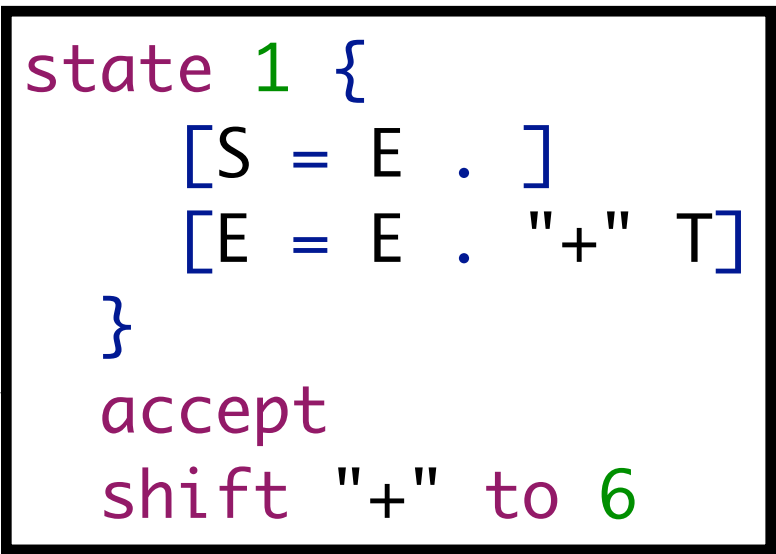 state 1 {
[S = E . ]
[E = E . "+" T]
}
accept
shift "+" to 6